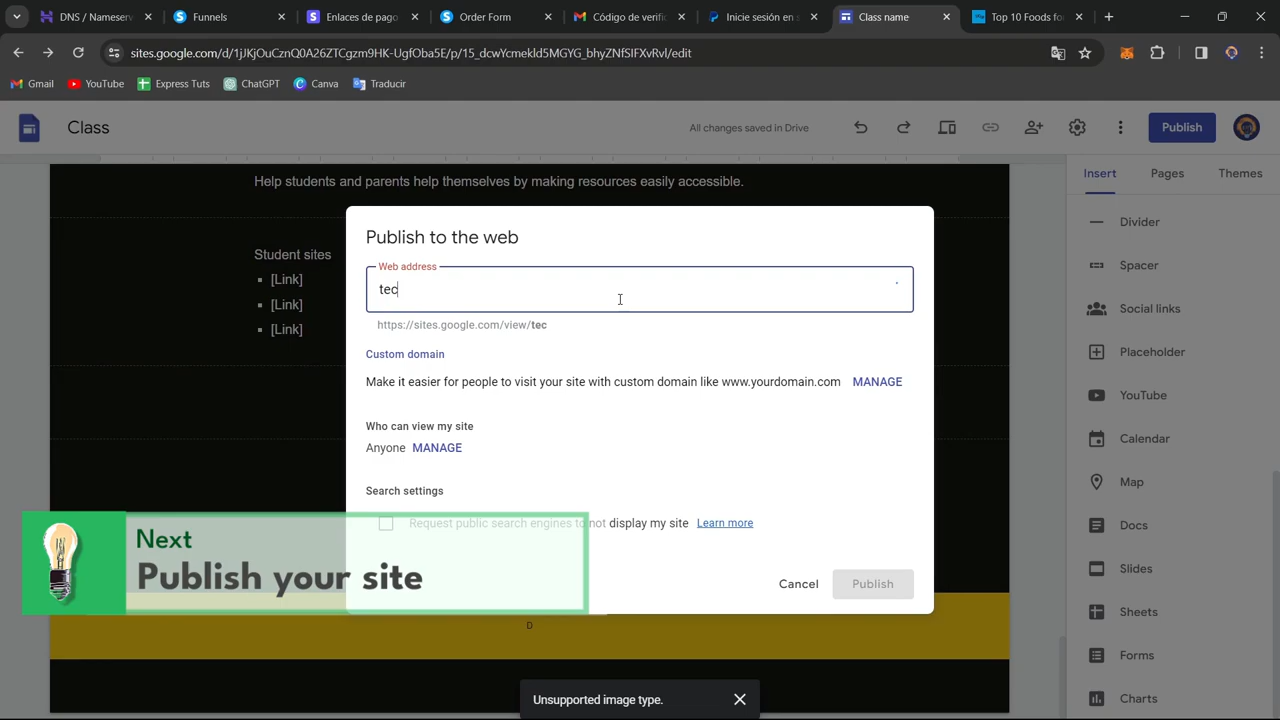 DNS / Nameserv
Funnels
Enlaces de pago
Order Form
Código de verific
Inicie sesión en s
Class name
Top 10 Foods for
sites.google.com/d/1jJKjOuCznQ0A26ZTCgzm9HK-UgfOba5E/p/15_dcwYcmekld5MGYG_bhyZNfSIFXvRvl/edit
Gmail
YouTube
Express Tuts
ChatGPT
Canva
Traducir
Class
All changes saved in Drive
Publish
Insert
Pages
Themes
Help students and parents help themselves by making resources easily accessible.
Student sites
[Link]
[Link]
[Link]
Publish to the web
Web address
tec
https://sites.google.com/view/tec
Custom domain
Make it easier for people to visit your site with custom domain like www.yourdomain.com MANAGE
Who can view my site
Anyone MANAGE
Search settings
Request public search engines to not display my site Learn more
Cancel
Publish
Next
Publish your site
D
Unsupported image type.
Divider
Spacer
Social links
Placeholder
YouTube
Calendar
Map
Docs
Slides
Sheets
Forms
Charts